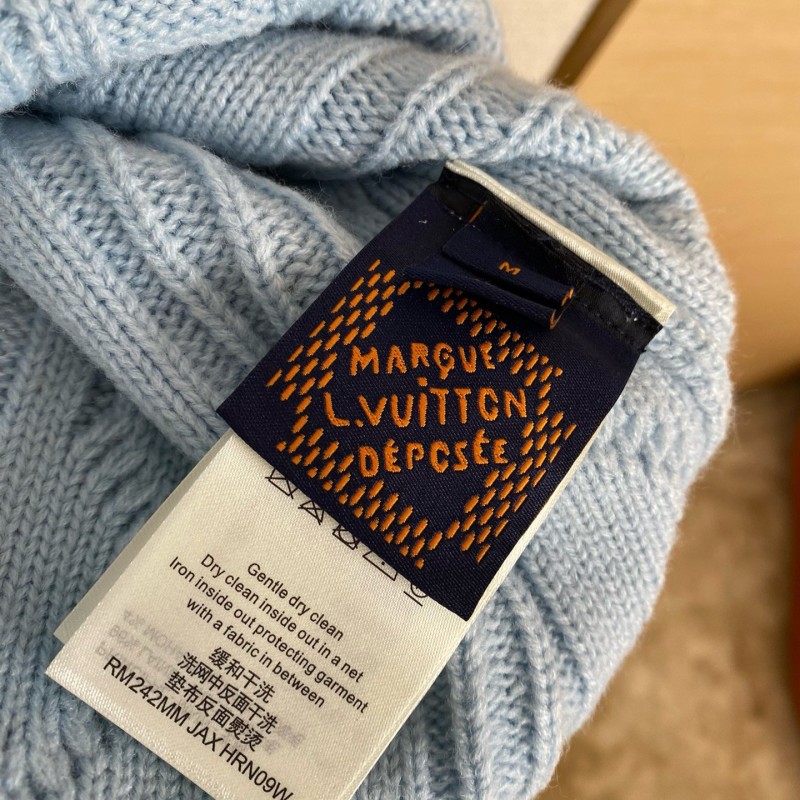 M
MARQUE
L.VUITTON
DÉPOSÉE
Gentle dry clean
Dry clean inside out in a net
Iron inside out protecting garment
with a fabric in between
缓和干洗
洗网中反面干洗
垫布反面熨烫
RM242MM JAX HRN09W